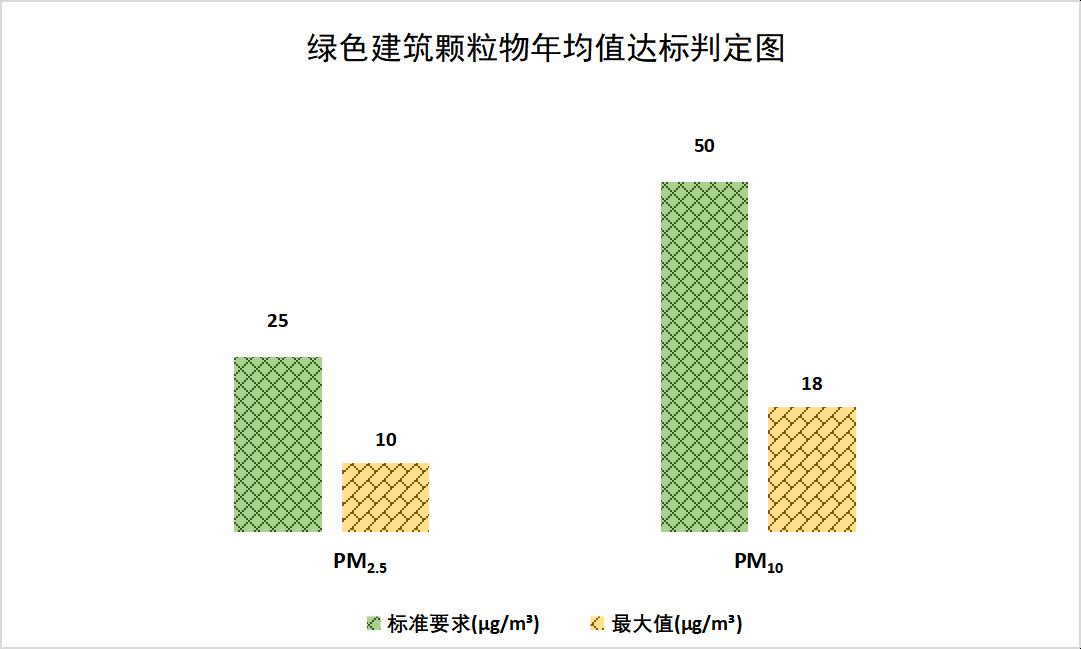 绿色建筑颗粒物年均值达标判定图
50
25
18
10
PM₂.₅
PM₁₀
标准要求(μg/m³)
最大值(μg/m³)